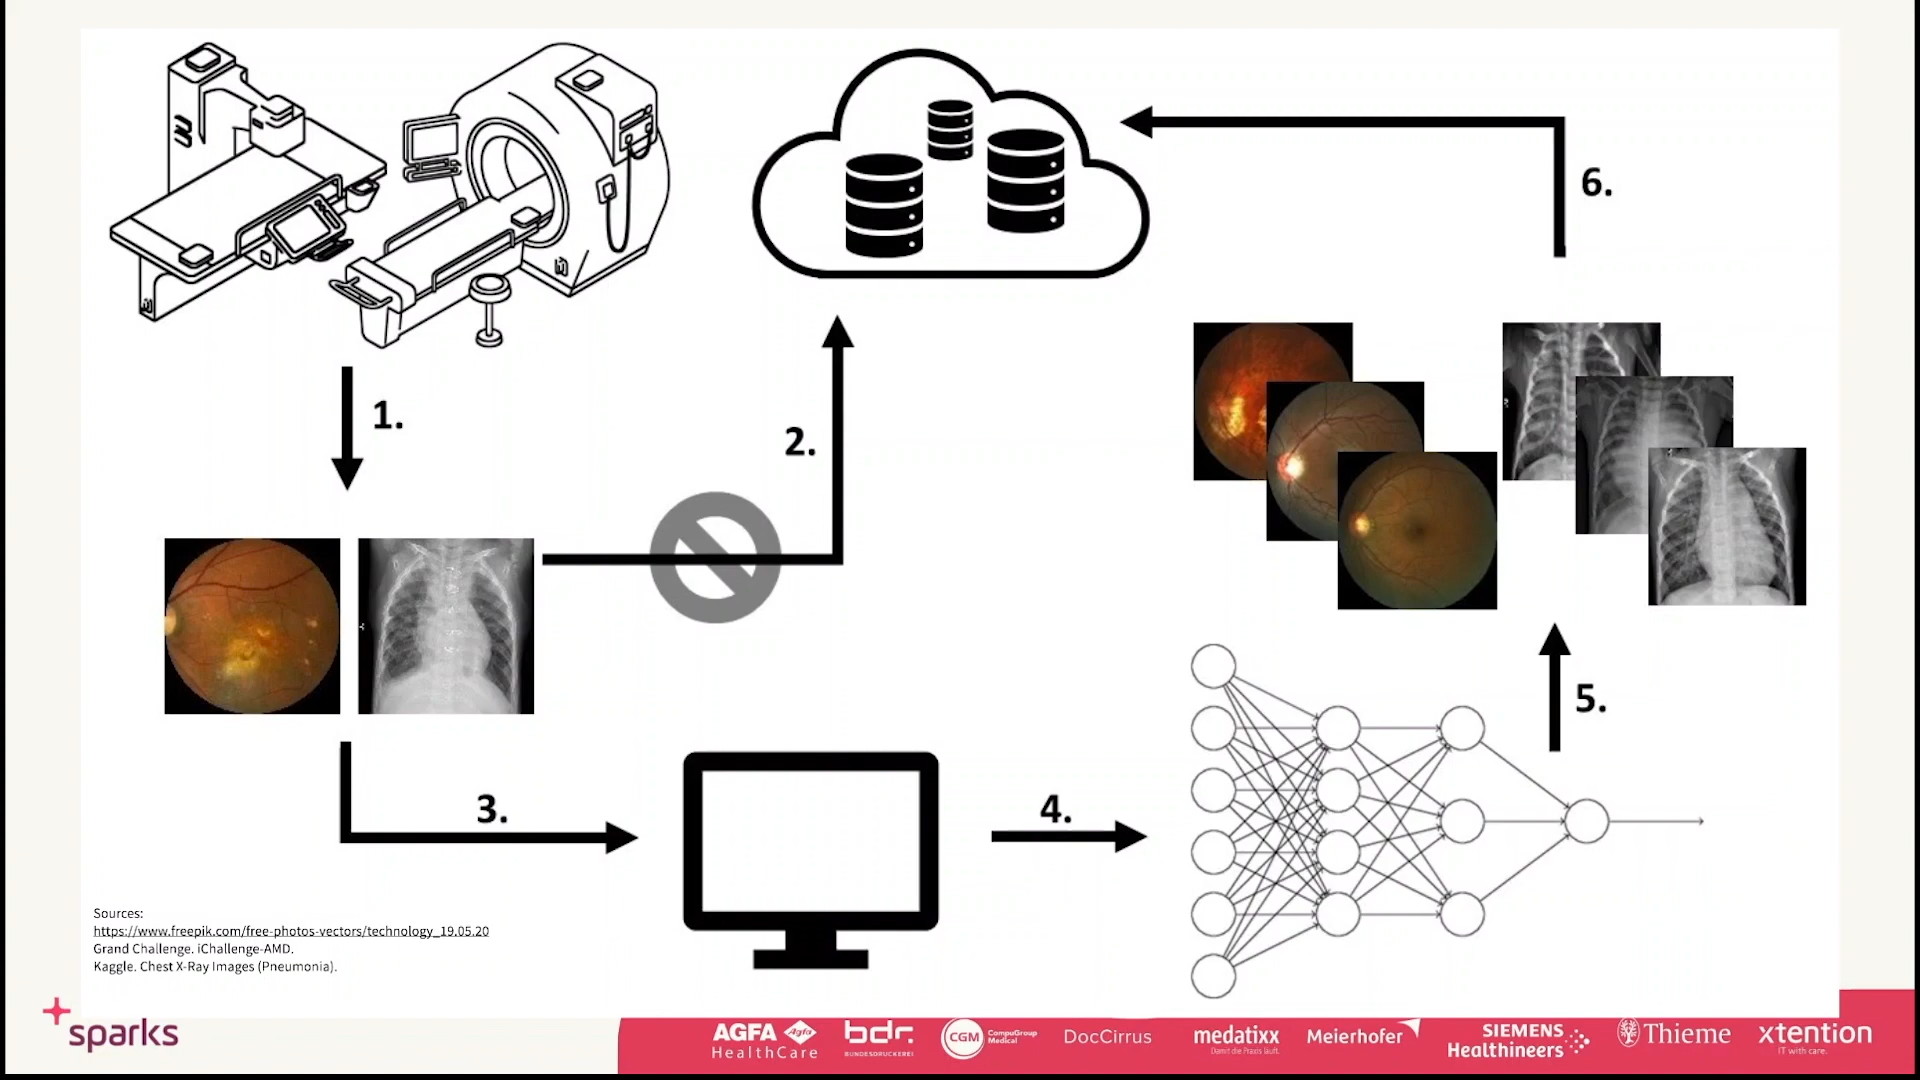 1.
2.
3.
4.
5.
6.
Sources:
https://www.freepik.com/free-photos-vectors/technology_19.05.20
Grand Challenge. iChallenge-AMD.
Kaggle. Chest X-Ray Images (Pneumonia).
sparks
AGFA Agfa
HealthCare
bdr.
BUNDESDRUCKEREI
CGM CompuGroup
Medical
DocCirrus
medatixx
Damit die Praxis läuft.
Meierhofer
SIEMENS
Healthineers
Thieme
xtention
IT with care.